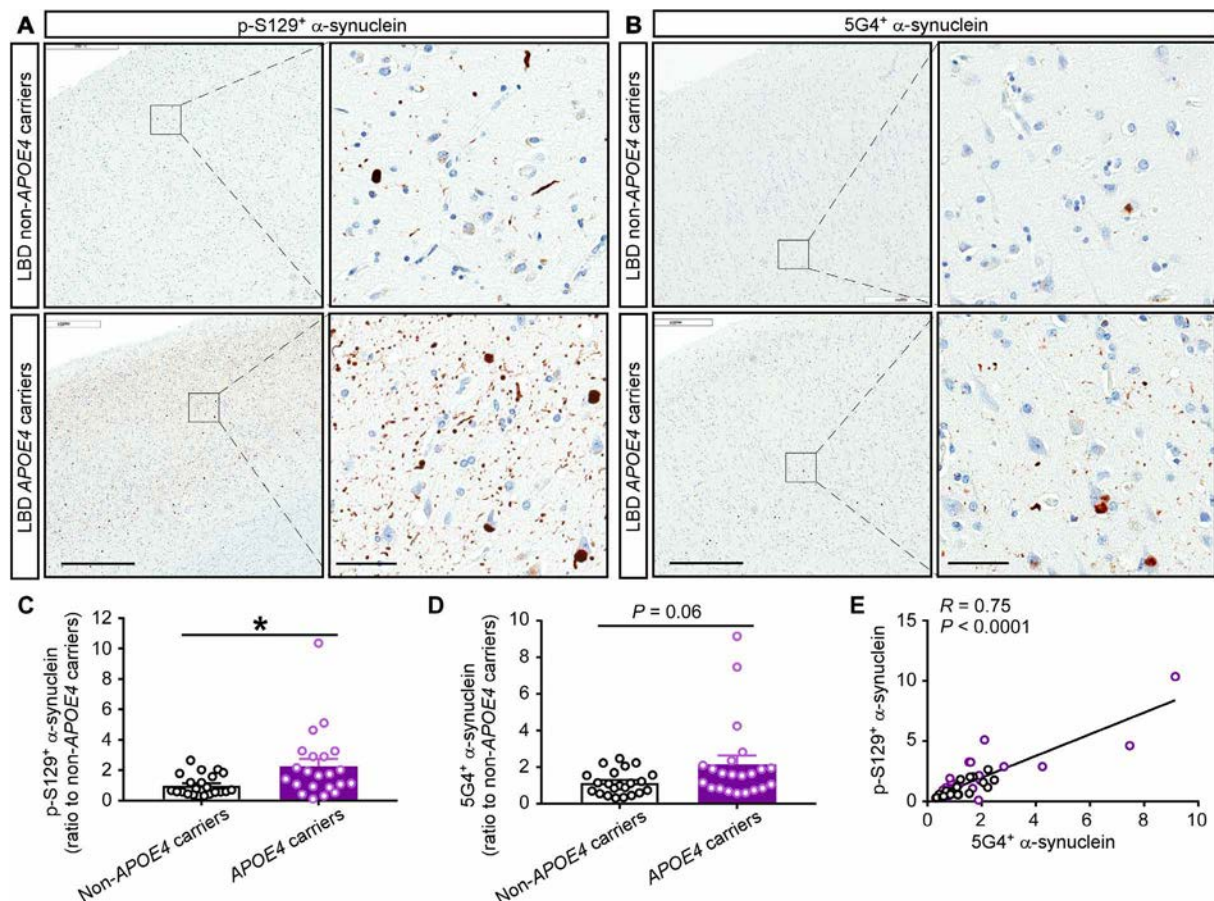 A
p-S129⁺ α-synuclein
B
5G4⁺ α-synuclein
LBD non-APOE4 carriers
LBD APOE4 carriers
LBD non-APOE4 carriers
LBD APOE4 carriers
C
p-S129⁺ α-synuclein
(ratio to non-APOE4 carriers)
12
10
8
6
4
2
0
*
Non-APOE4 carriers
APOE4 carriers
D
5G4⁺ α-synuclein
(ratio to non-APOE4 carriers)
10
8
6
4
2
0
P = 0.06
Non-APOE4 carriers
APOE4 carriers
E
R = 0.75
P < 0.0001
p-S129⁺ α-synuclein
15
10
5
0
0 2 4 6 8 10
5G4⁺ α-synuclein